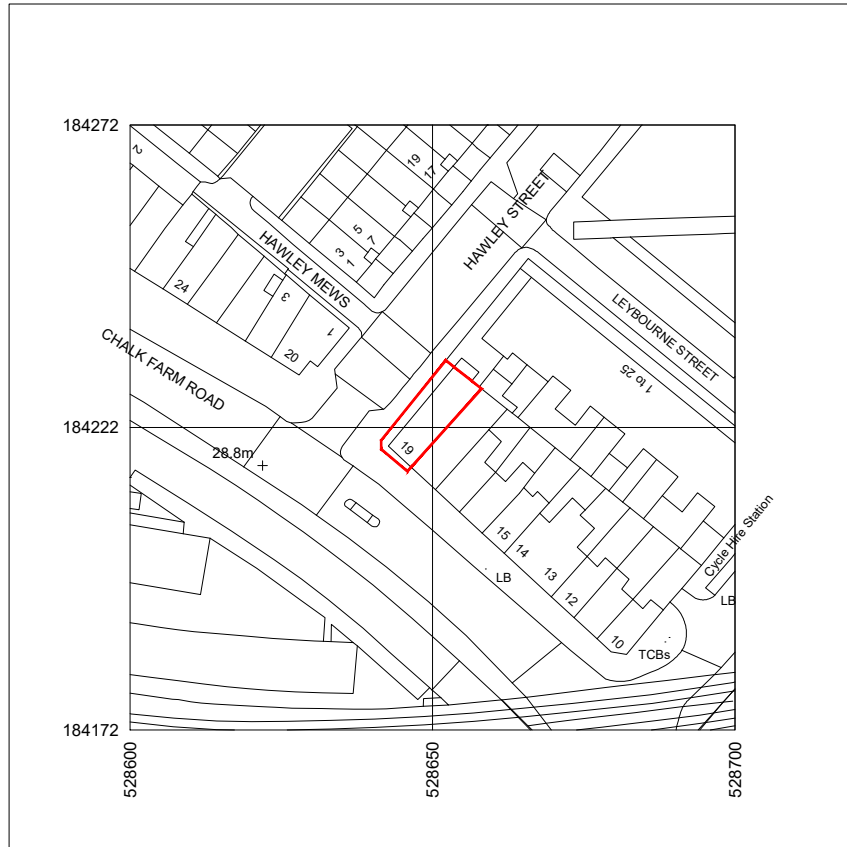 184272
2
19
17
HAWLEY STREET
5
7
3
1
HAWLEY MEWS
24
3
1
20
CHALK FARM ROAD
LEYBOURNE STREET
1 to 25
184222
28.8m
19
15
14
13
12
10
LB
Cycle Hire Station
LB
TCBs
184172
528600
528650
528700